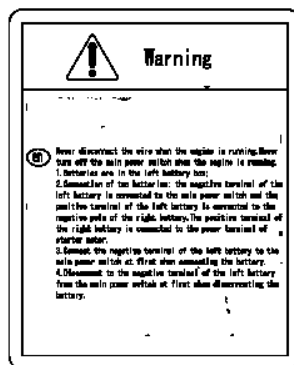 Warning
EN
Never disconnect the wire when the engine is running.Never
turn off the main power switch when the engine is running.
1.Batteries are in the left battery box;
2.Connection of two batteries: the negative terminal of the
left battery is connected to the main power switch and the
positive terminal of the left battery is connected to the
negative pole of the right battery.The positive terminal of
the right battery is connected to the power terminal of
starter motor.
3.Connect the negative terminal of the left battery to the
main power switch at first when connecting the battery.
4.Disconnect to the negative terminal of the left battery
from the main power switch at first when disconnecting the
battery.